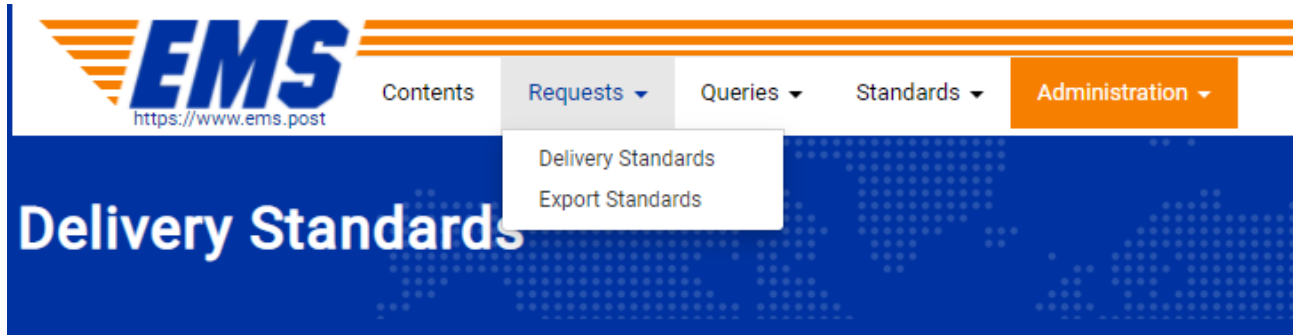 EMS
https://www.ems.post
Contents Requests Queries Standards Administration
Delivery Standards
Export Standards
Delivery Standards